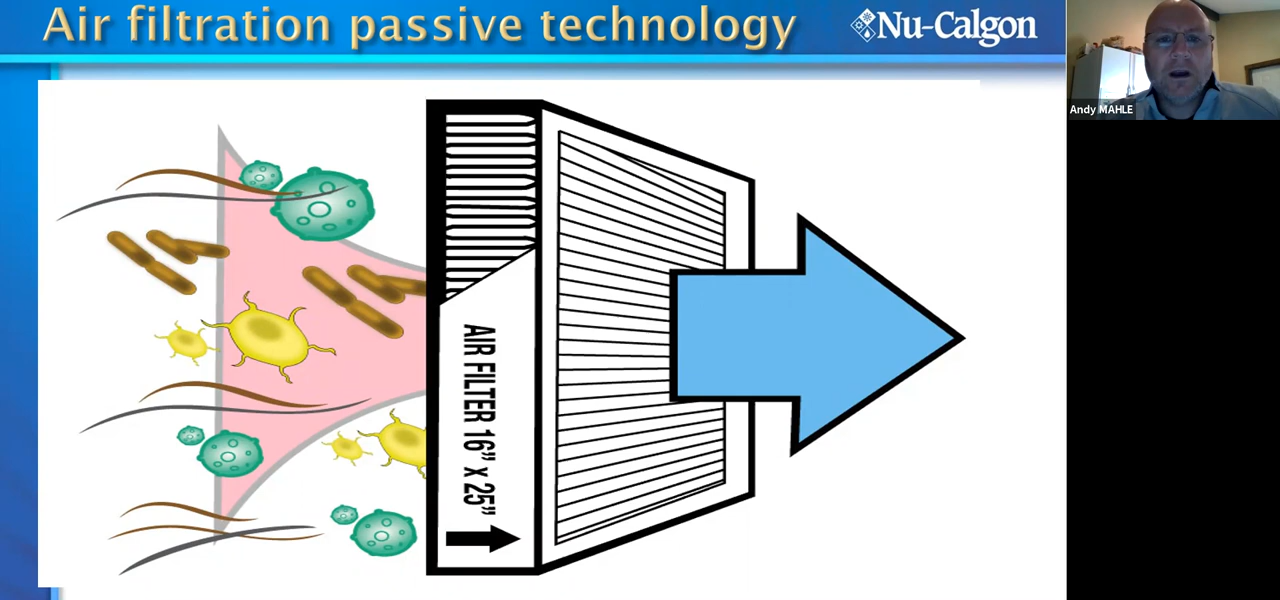 Air filtration passive technology
Nu-Calgon
Andy MAHLE
AIR FILTER 16" x 25"